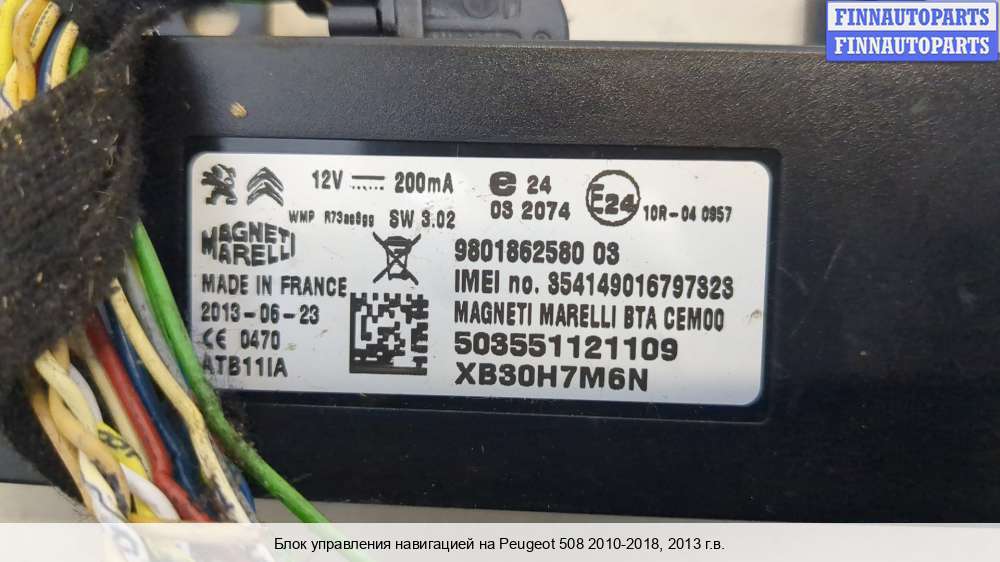 FINNAUTOPARTS
FINNAUTOPARTS
12V 200mA
e 24
03 2074
E24
10R-04 0957
WMP R73ae8gg SW 3.02
MAGNETI
MARELLI
MADE IN FRANCE
2013-06-23
CE 0470
ATB11IA
9801862580 03
IMEI no. 354149016797323
MAGNETI MARELLI BTA CEM00
503551121109
XB30H7M6N
Блок управления навигацией на Peugeot 508 2010-2018, 2013 г.в.